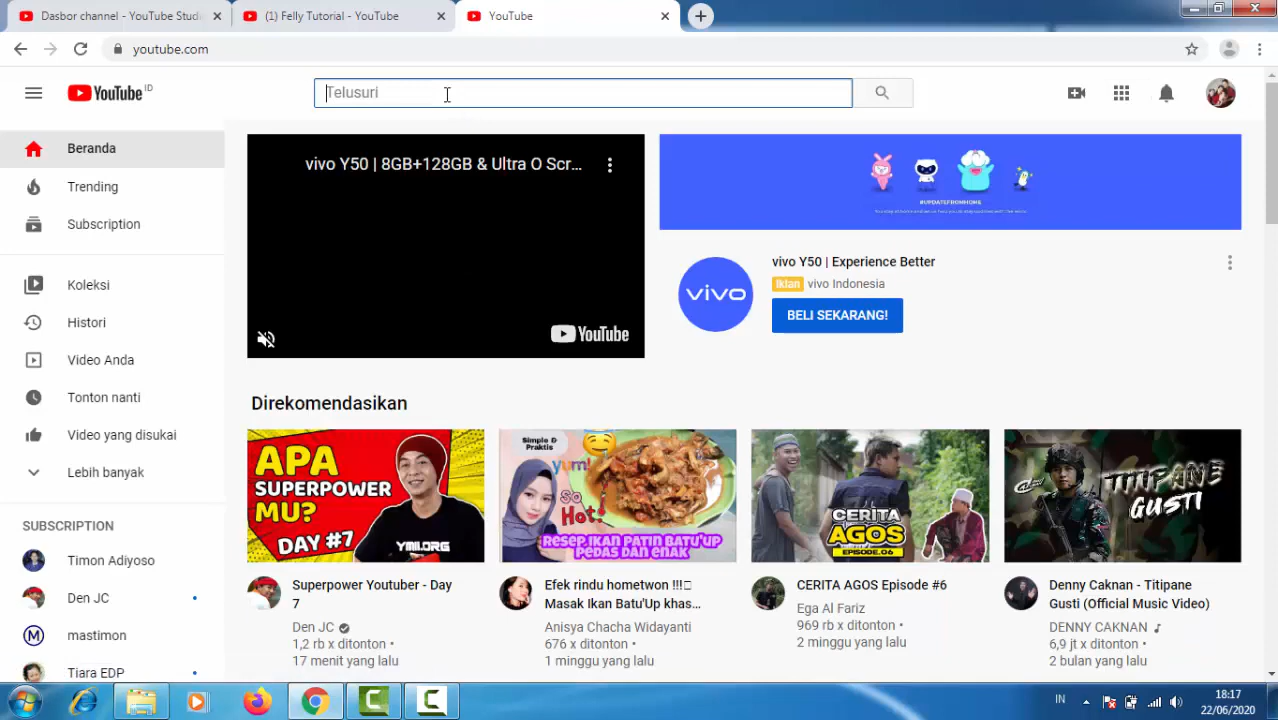 Dasbor channel - YouTube Stud
(1) Felly Tutorial - YouTube
YouTube
youtube.com
YouTube ID
Telusuri
Beranda
Trending
Subscription
Koleksi
Histori
Video Anda
Tonton nanti
Video yang disukai
Lebih banyak
SUBSCRIPTION
Timon Adiyoso
Den JC
M
mastimon
Tiara EDP
vivo Y50 | 8GB+128GB & Ultra O Scr...
YouTube
#UPDATEFROMHOME
vivo
vivo Y50 | Experience Better
Iklan vivo Indonesia
BELI SEKARANG!
Direkomendasikan
APA
SUPERPOWER
MU?
DAY #7
YMII.ORG
Superpower Youtuber - Day
7
Den JC
1,2 rb x ditonton •
17 menit yang lalu
Simple &
Praktis
yum!
So
Hot!
RESEP IKAN PATIN BATU'UP
PEDAS DAN ENAK
Efek rindu hometwon !!!
Masak Ikan Batu'Up khas...
Anisya Chacha Widayanti
676 x ditonton •
1 minggu yang lalu
CERITA
AGOS
EPISODE.06
CERITA AGOS Episode #6
Ega Al Fariz
969 rb x ditonton •
2 minggu yang lalu
TITIPANE
GUSTI
Denny Caknan - Titipane
Gusti (Official Music Video)
DENNY CAKNAN
6,9 jt x ditonton •
2 bulan yang lalu
IN
18:17
22/06/2020